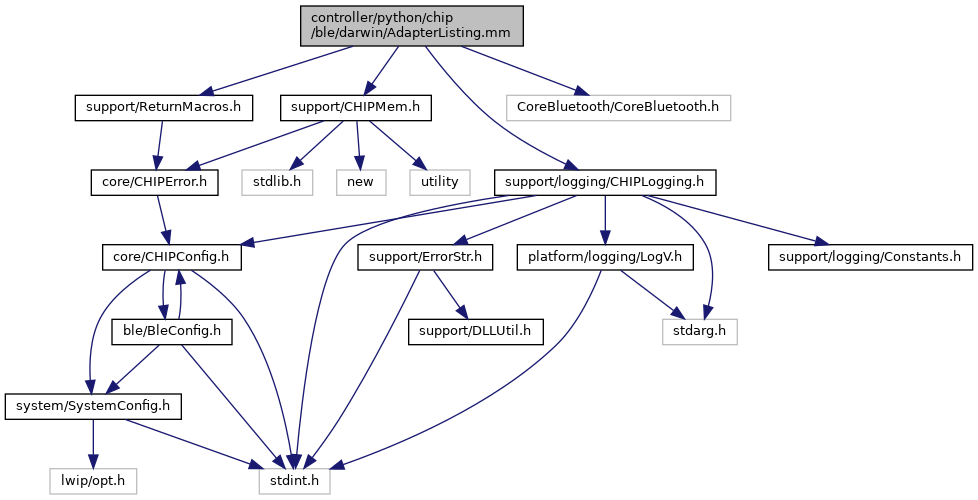 controller/python/chip
/ble/darwin/AdapterListing.mm
support/ReturnMacros.h
support/CHIPMem.h
CoreBluetooth/CoreBluetooth.h
core/CHIPError.h
stdlib.h
new
utility
support/logging/CHIPLogging.h
core/CHIPConfig.h
support/ErrorStr.h
platform/logging/LogV.h
support/logging/Constants.h
ble/BleConfig.h
support/DLLUtil.h
stdarg.h
system/SystemConfig.h
lwip/opt.h
stdint.h